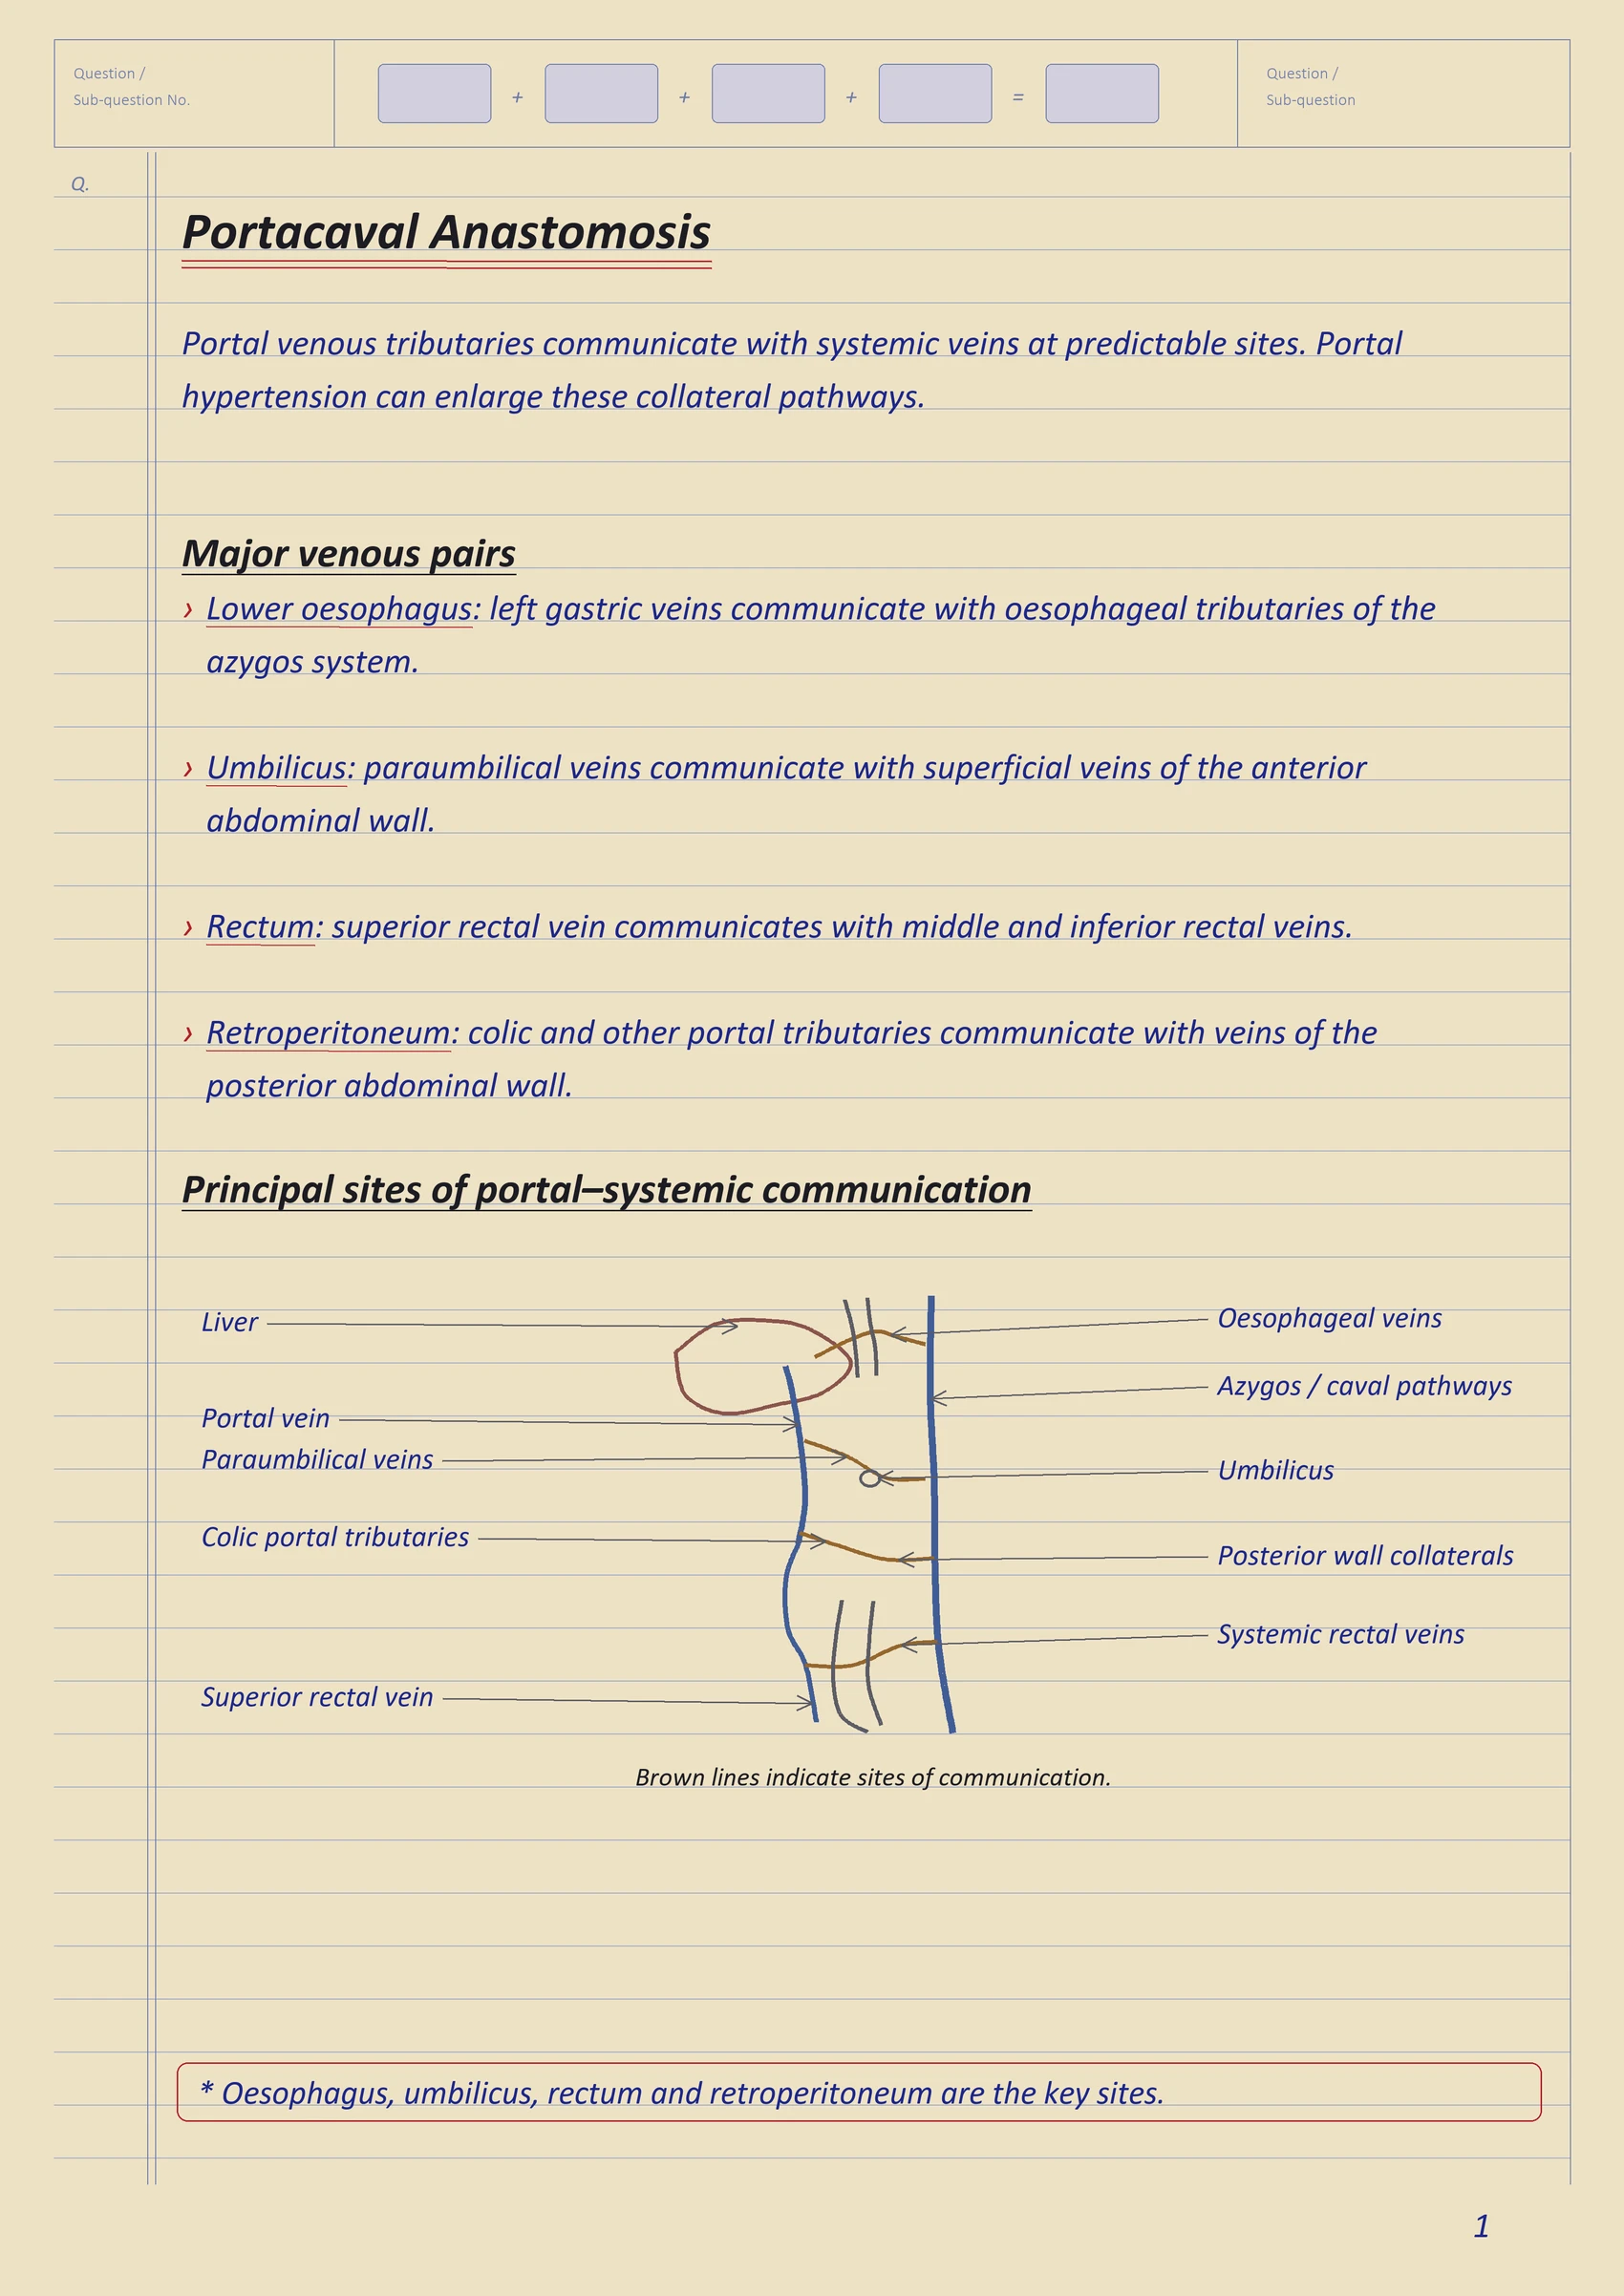 Question /
Sub-question No.
+ + + =
Question /
Sub-question
Q.
Portacaval Anastomosis
Portal venous tributaries communicate with systemic veins at predictable sites. Portal
hypertension can enlarge these collateral pathways.
Major venous pairs
› Lower oesophagus: left gastric veins communicate with oesophageal tributaries of the
azygos system.
› Umbilicus: paraumbilical veins communicate with superficial veins of the anterior
abdominal wall.
› Rectum: superior rectal vein communicates with middle and inferior rectal veins.
› Retroperitoneum: colic and other portal tributaries communicate with veins of the
posterior abdominal wall.
Principal sites of portal–systemic communication
Liver
Oesophageal veins
Azygos / caval pathways
Portal vein
Paraumbilical veins
Umbilicus
Colic portal tributaries
Posterior wall collaterals
Systemic rectal veins
Superior rectal vein
Brown lines indicate sites of communication.
* Oesophagus, umbilicus, rectum and retroperitoneum are the key sites.
1